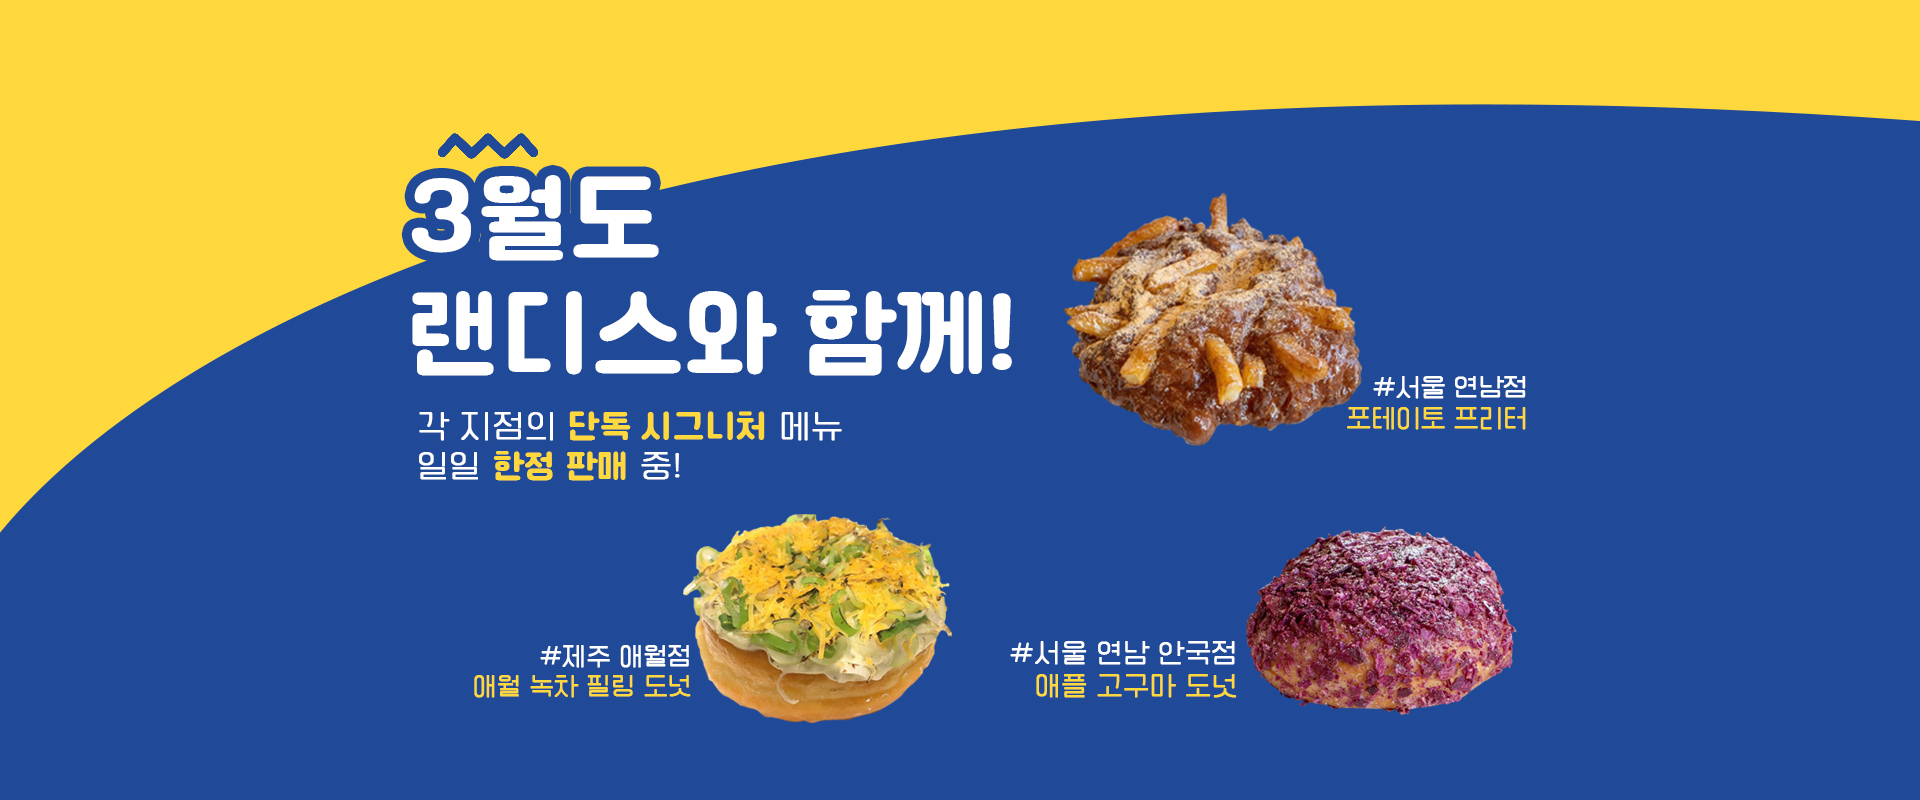 3월도
랜디스와 함께!
각 지점의 단독 시그니처 메뉴
일일 한정 판매 중!
#서울 연남점
포테이토 프리터
#제주 애월점
애월 녹차 필링 도넛
#서울 연남 안국점
애플 고구마 도넛